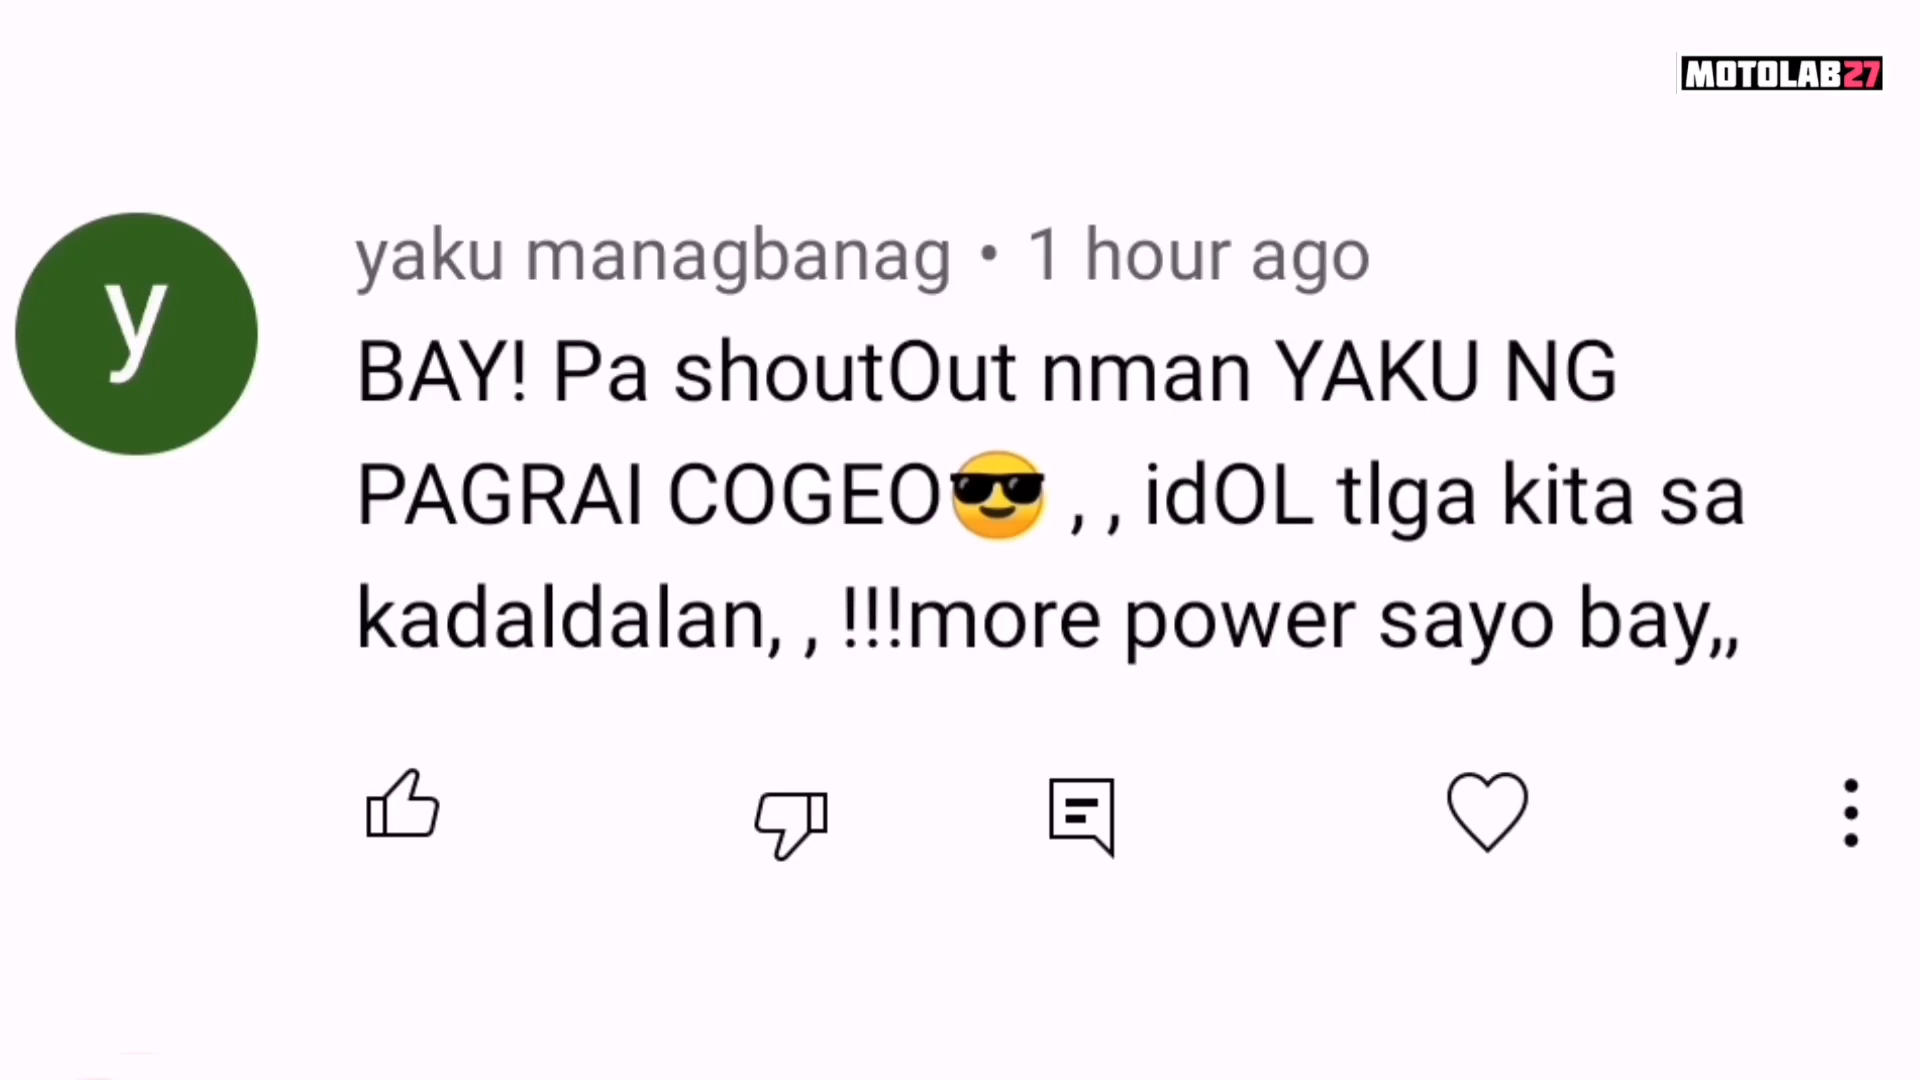 MOTOLAB27
y
yaku managbanag • 1 hour ago
BAY! Pa shoutOut nman YAKU NG
PAGRAI COGEO😎 , , idOL tlga kita sa
kadaldalan, , !!!more power sayo bay,,